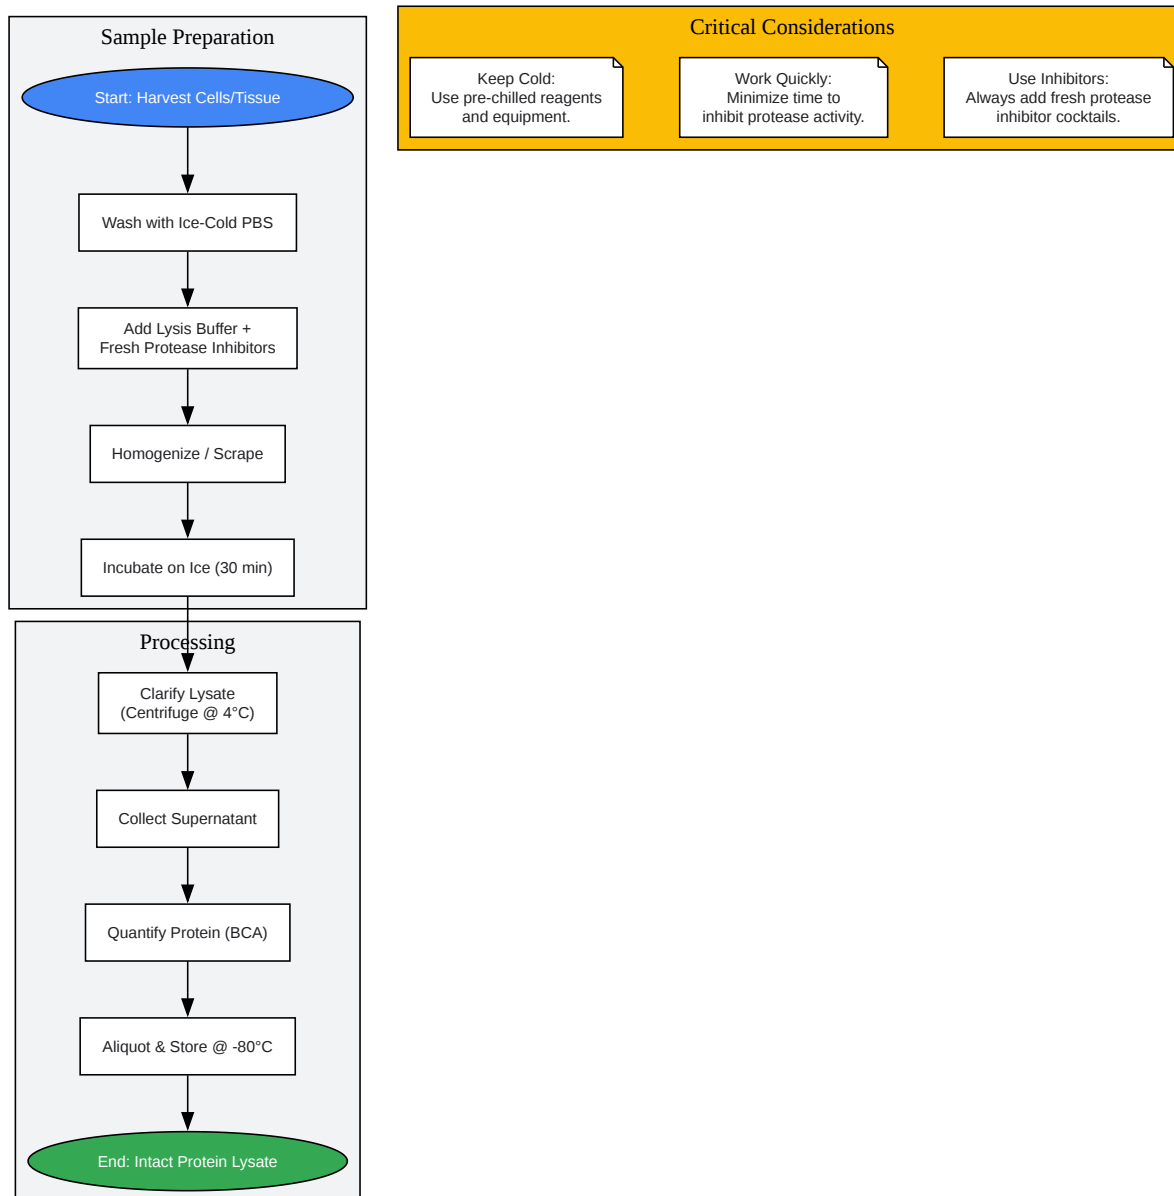 Sample Preparation
Start: Harvest Cells/Tissue
Wash with Ice-Cold PBS
Add Lysis Buffer +
Fresh Protease Inhibitors
Homogenize / Scrape
Incubate on Ice (30 min)
Processing
Clarify Lysate
(Centrifuge @ 4°C)
Collect Supernatant
Quantify Protein (BCA)
Aliquot & Store @ -80°C
End: Intact Protein Lysate
Critical Considerations
Keep Cold:
Use pre-chilled reagents
and equipment.
Work Quickly:
Minimize time to
inhibit protease activity.
Use Inhibitors:
Always add fresh protease
inhibitor cocktails.